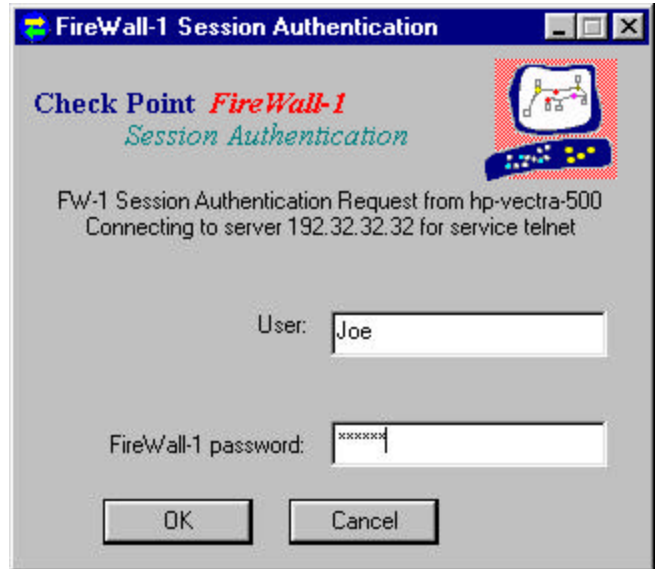 FireWall-1 Session Authentication
Check Point FireWall-1
Session Authentication
FW-1 Session Authentication Request from hp-vectra-500
Connecting to server 192.32.32.32 for service telnet
User: Joe
FireWall-1 password: ××××××
OK Cancel